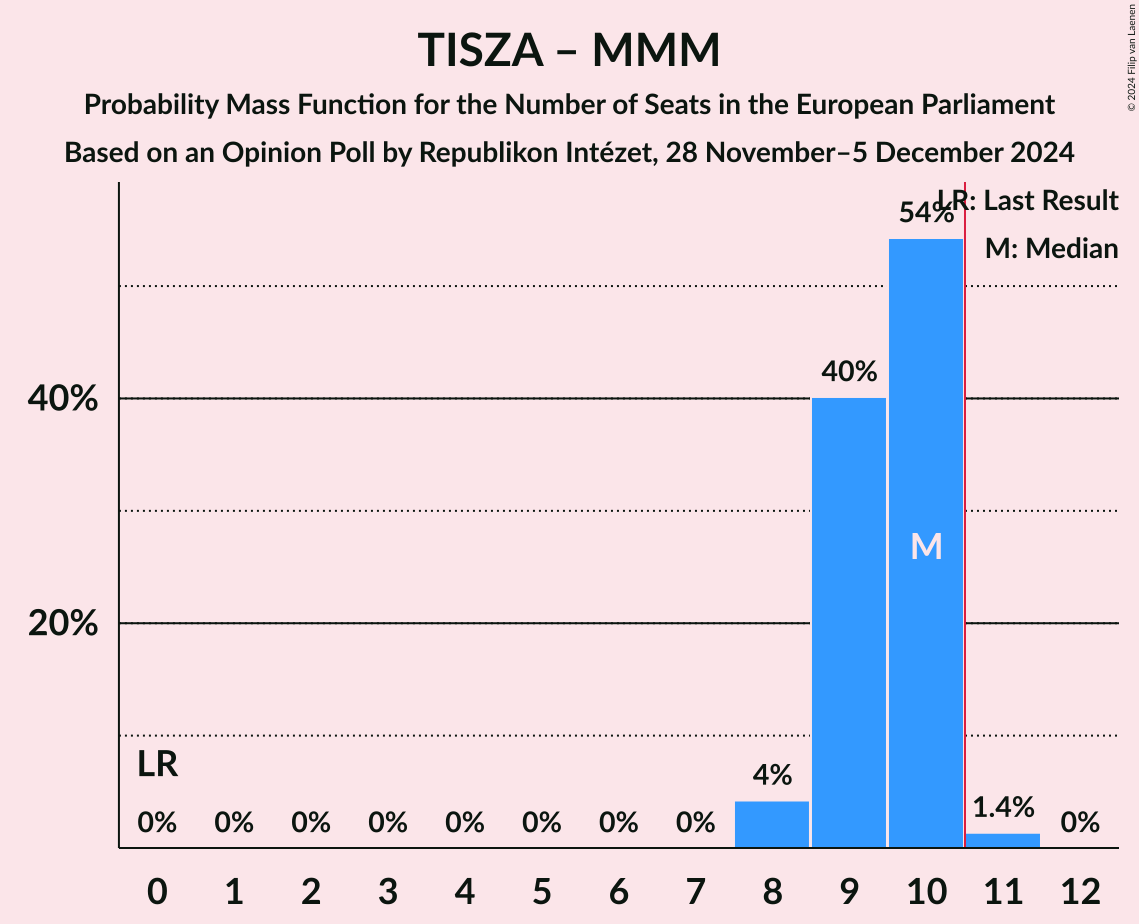 TISZA – MMM
Probability Mass Function for the Number of Seats in the European Parliament
Based on an Opinion Poll by Republikon Intézet, 28 November–5 December 2024
© 2024 Filip van Laenen
LR: Last Result
M: Median
54%
40%
40%
M
20%
LR
4%
1.4%
0% 0% 0% 0% 0% 0% 0% 0% 0%
0 1 2 3 4 5 6 7 8 9 10 11 12